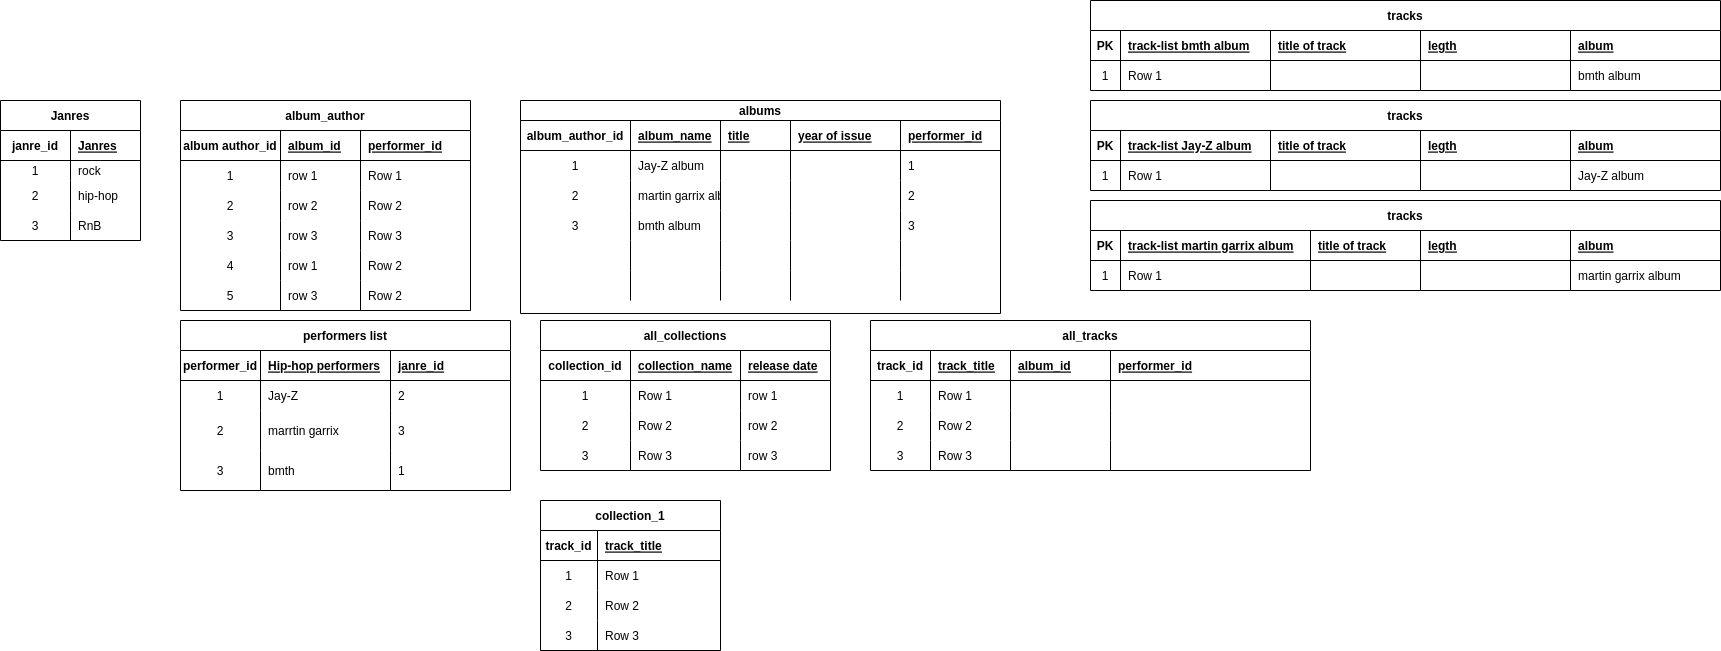 tracks
PK track-list bmth album title of track legth album
1 Row 1 bmth album
Janres
janre_id Janres
1 rock
2 hip-hop
3 RnB
album_author
album author_id album_id performer_id
1 row 1 Row 1
2 row 2 Row 2
3 row 3 Row 3
4 row 1 Row 2
5 row 3 Row 2
albums
album_author_id album_name title year of issue performer_id
1 Jay-Z album 1
2 martin garrix alb 2
3 bmth album 3
tracks
PK track-list Jay-Z album title of track legth album
1 Row 1 Jay-Z album
tracks
PK track-list martin garrix album title of track legth album
1 Row 1 martin garrix album
performers list
performer_id Hip-hop performers janre_id
1 Jay-Z 2
2 marrtin garrix 3
3 bmth 1
all_collections
collection_id collection_name release date
1 Row 1 row 1
2 Row 2 row 2
3 Row 3 row 3
all_tracks
track_id track_title album_id performer_id
1 Row 1
2 Row 2
3 Row 3
collection_1
track_id track_title
1 Row 1
2 Row 2
3 Row 3